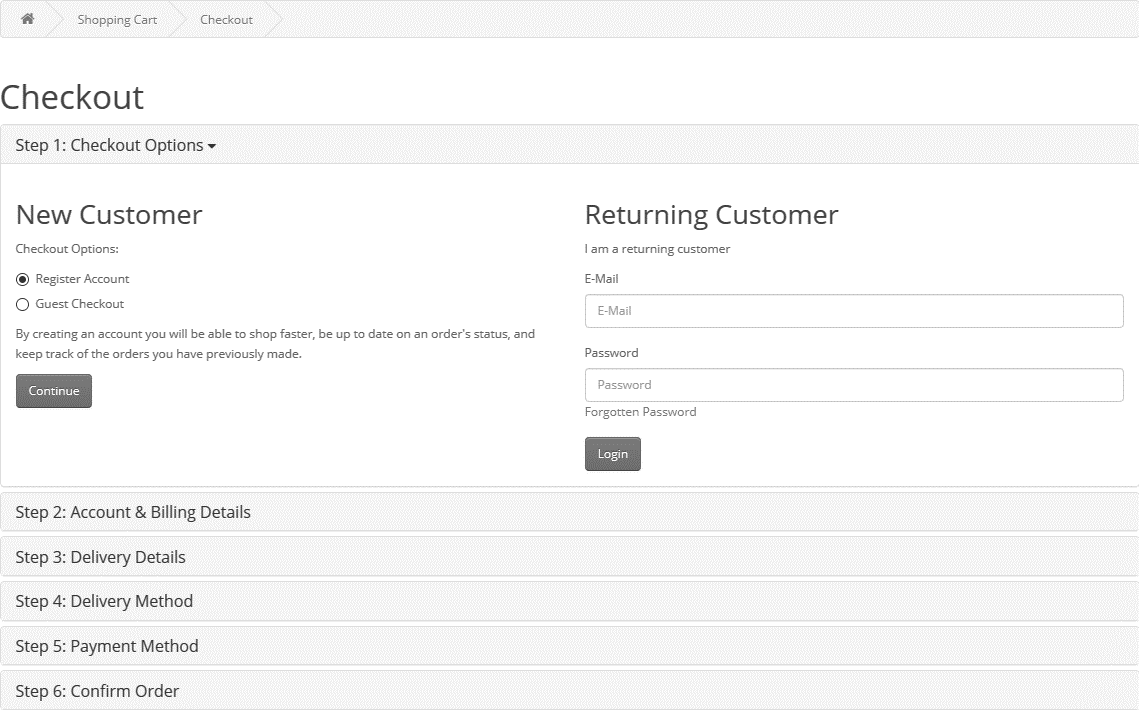 Shopping Cart
Checkout
Checkout
Step 1: Checkout Options
New Customer
Checkout Options:
Register Account
Guest Checkout
By creating an account you will be able to shop faster, be up to date on an order's status, and
keep track of the orders you have previously made.
Continue
Returning Customer
I am a returning customer
E-Mail
E-Mail
Password
Password
Forgotten Password
Login
Step 2: Account & Billing Details
Step 3: Delivery Details
Step 4: Delivery Method
Step 5: Payment Method
Step 6: Confirm Order